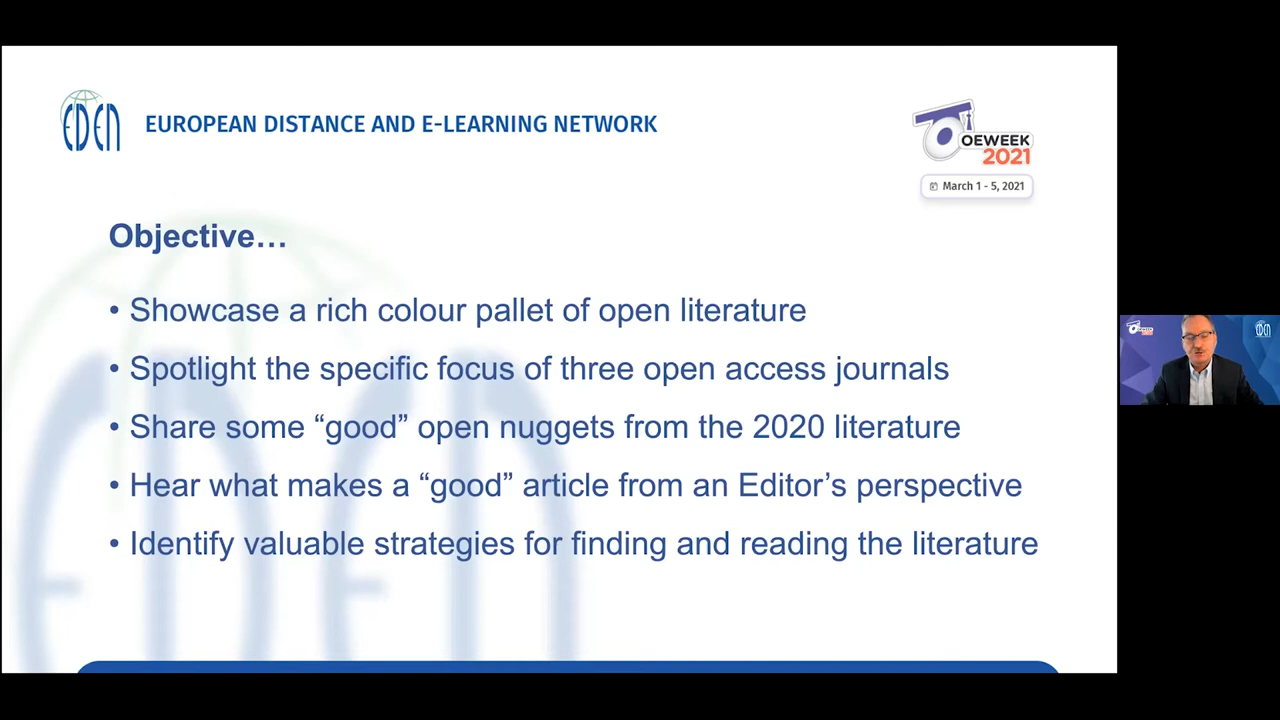 EDEN
EUROPEAN DISTANCE AND E-LEARNING NETWORK
OEWEEK
2021
March 1 - 5, 2021
Objective…
• Showcase a rich colour pallet of open literature
• Spotlight the specific focus of three open access journals
• Share some “good” open nuggets from the 2020 literature
• Hear what makes a “good” article from an Editor’s perspective
• Identify valuable strategies for finding and reading the literature
OEWEEK
EDEN